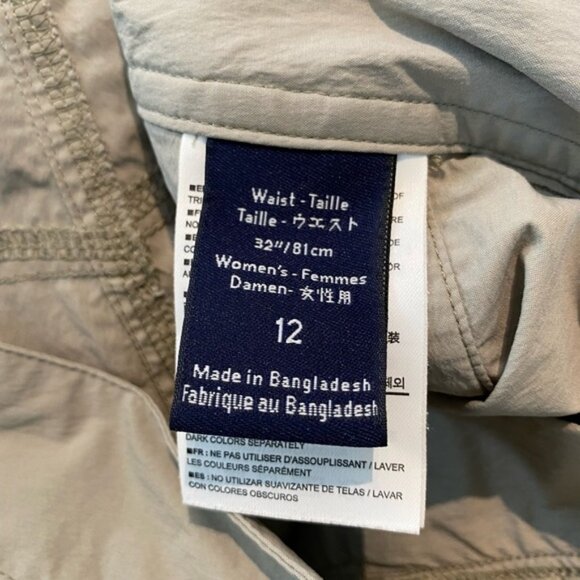 Waist - Taille
Taille - ウエスト
32"/81cm
Women's - Femmes
Damen - 女性用
12
Made in Bangladesh
Fabrique au Bangladesh
DARK COLORS SEPARATELY
■FR : NE PAS UTILISER D'ASSOUPLISSANT / LAVER
LES COULEURS SÉPARÉMENT
■ES : NO UTILIZAR SUAVIZANTE DE TELAS / LAVAR
CON COLORES OBSCUROS